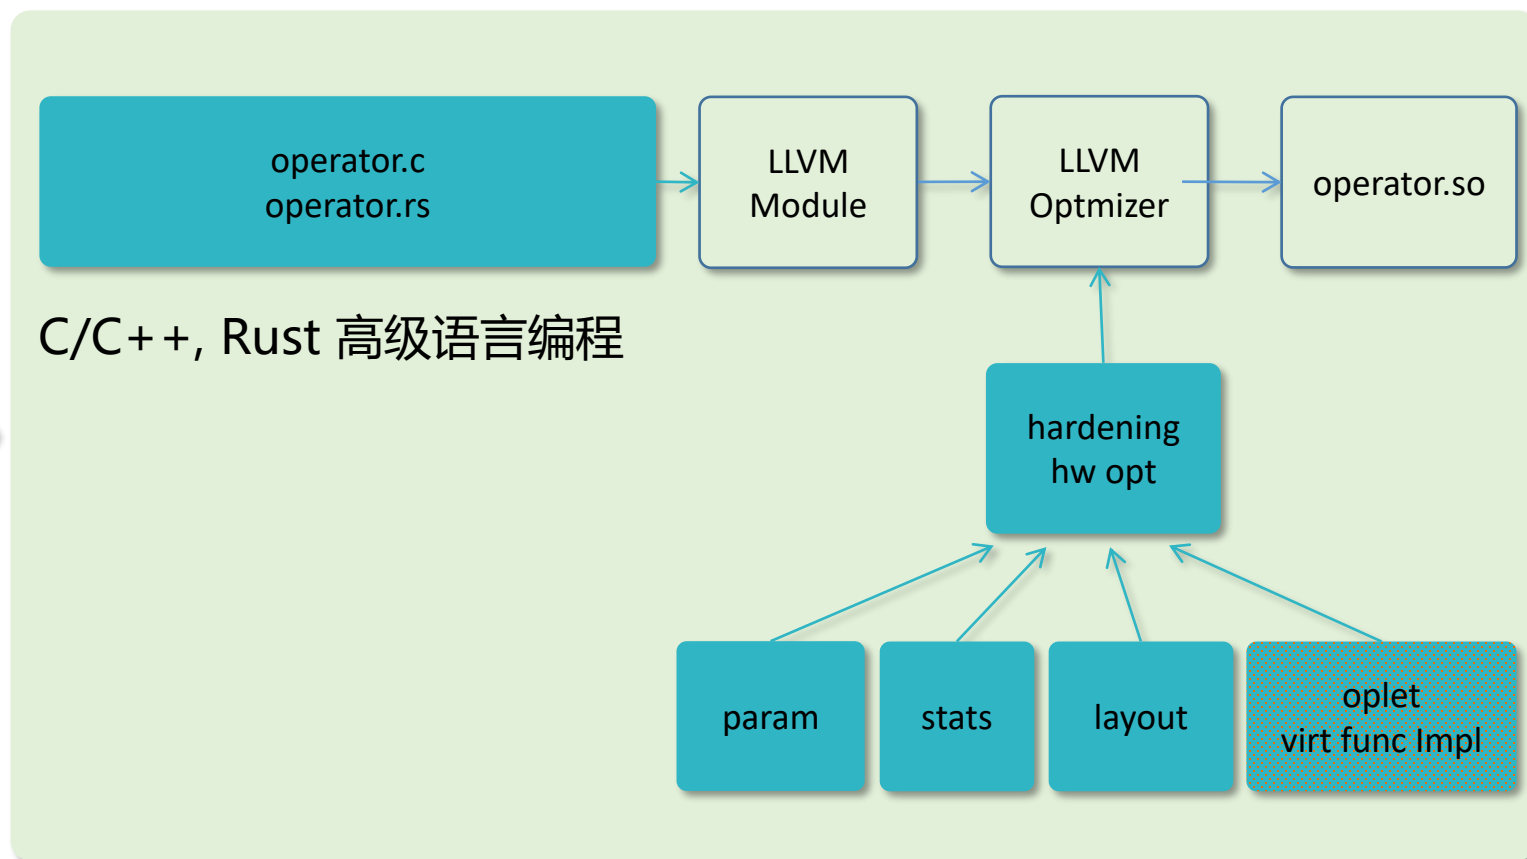 operator.c
operator.rs
LLVM
Module
LLVM
Optmizer
operator.so
C/C++, Rust 高级语言编程
hardening
hw opt
param
stats
layout
oplet
virt func Impl